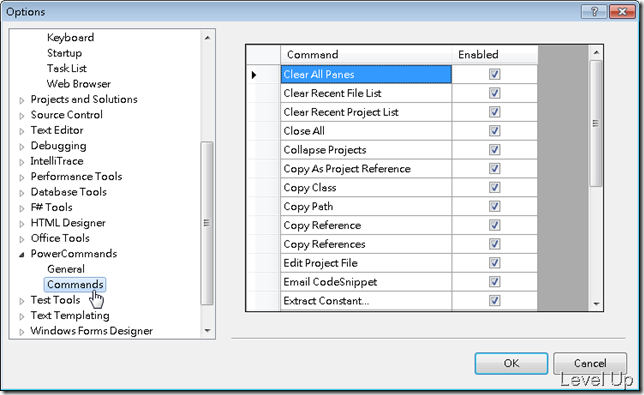 Options
Keyboard
Startup
Task List
Web Browser
Projects and Solutions
Source Control
Text Editor
Debugging
IntelliTrace
Performance Tools
Database Tools
F# Tools
HTML Designer
Office Tools
PowerCommands
General
Commands
Test Tools
Text Templating
Windows Forms Designer
Command Enabled
Clear All Panes
Clear Recent File List
Clear Recent Project List
Close All
Collapse Projects
Copy As Project Reference
Copy Class
Copy Path
Copy Reference
Copy References
Edit Project File
Email CodeSnippet
Extract Constant...
OK Cancel
Level Up